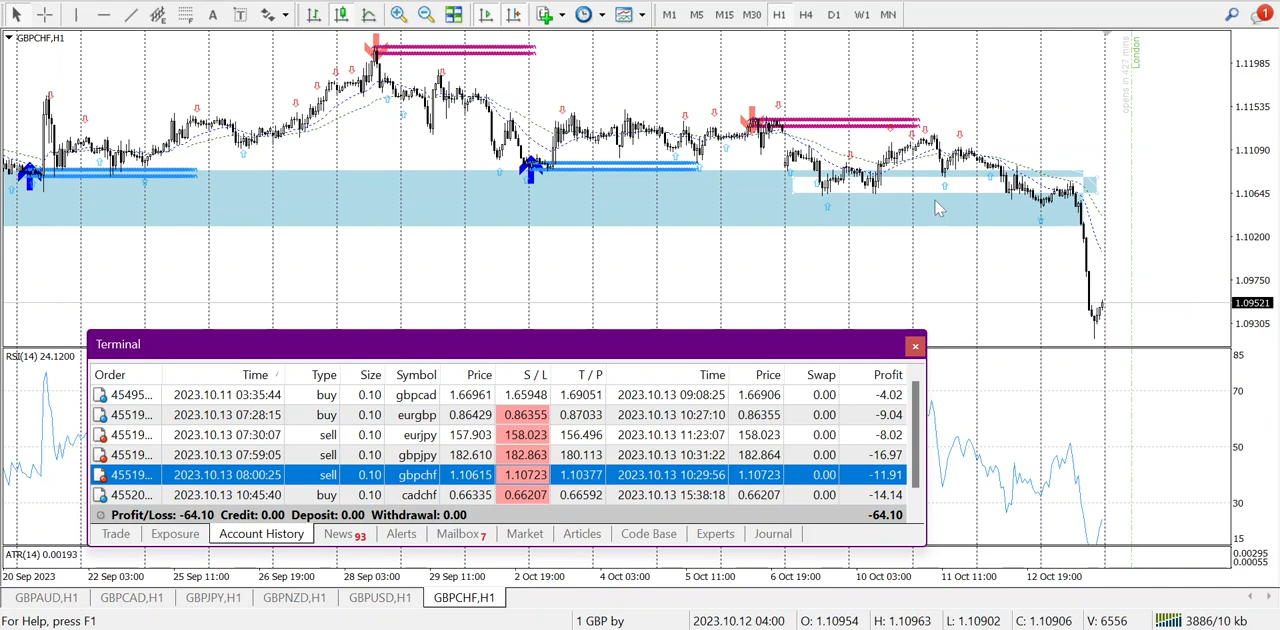 A T
M1 M5 M15 M30 H1 H4 D1 W1 MN 1
GBPCHF,H1
opens in 427 mins
London
1.11985
1.11535
1.11090
1.10645
1.10200
1.09750
1.09521
1.09305
RSI(14) 24.1200
85
70
50
30
15
Terminal
Order Time / Type Size Symbol Price S / L T / P Time Price Swap Profit
45495... 2023.10.11 03:35:44 buy 0.10 gbpcad 1.66961 1.65948 1.69051 2023.10.13 09:08:25 1.66906 0.00 -4.02
45519... 2023.10.13 07:28:15 buy 0.10 eurgbp 0.86429 0.86355 0.87033 2023.10.13 10:27:10 0.86355 0.00 -9.04
45519... 2023.10.13 07:30:07 sell 0.10 eurjpy 157.903 158.023 156.496 2023.10.13 11:23:07 158.023 0.00 -8.02
45519... 2023.10.13 07:59:03 sell 0.10 gbpjpy 182.610 182.863 180.113 2023.10.13 10:31:22 182.864 0.00 -16.97
45519... 2023.10.13 08:00:25 sell 0.10 gbpchf 1.10615 1.10723 1.10377 2023.10.13 10:29:56 1.10723 0.00 -11.91
45520... 2023.10.13 10:45:40 buy 0.10 cadchf 0.66335 0.66207 0.66592 2023.10.13 15:38:18 0.66207 0.00 -14.14
Profit/Loss: -64.10 Credit: 0.00 Deposit: 0.00 Withdrawal: 0.00 -64.10
Trade Exposure Account History News 93 Alerts Mailbox 7 Market Articles Code Base Experts Journal
ATR(14) 0.00193
0.00295
0.00055
20 Sep 2023 22 Sep 03:00 25 Sep 11:00 26 Sep 19:00 28 Sep 03:00 29 Sep 11:00 2 Oct 19:00 4 Oct 03:00 5 Oct 11:00 6 Oct 19:00 10 Oct 03:00 11 Oct 11:00 12 Oct 19:00
GBPAUD,H1 GBPCAD,H1 GBPJPY,H1 GBPNZD,H1 GBPUSD,H1 GBPCHF,H1
For Help, press F1 1 GBP by 2023.10.12 04:00 O: 1.10954 H: 1.10963 L: 1.10902 C: 1.10906 V: 6556 3886/10 kb